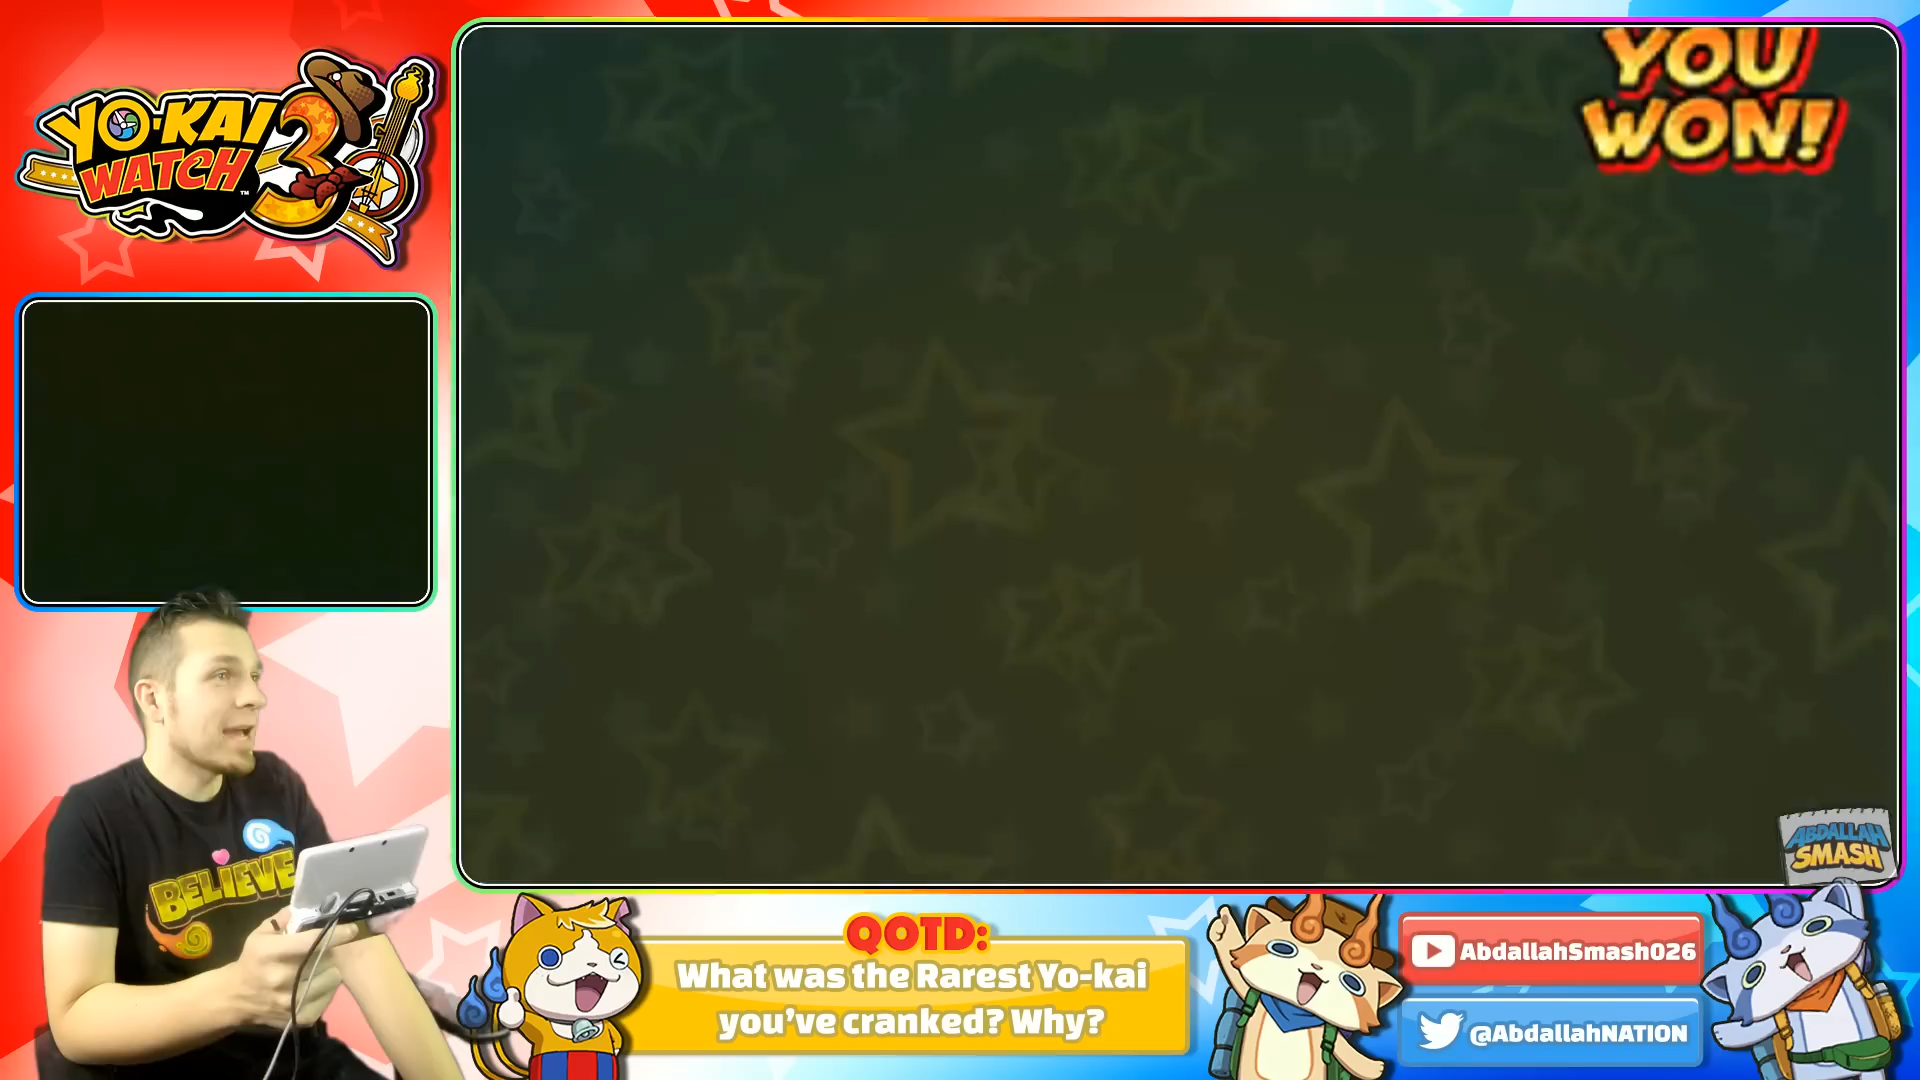 YO-KAI
WATCH 3
™
YOU
WON!
BELIEVE
ABDALLAH
SMASH
QOTD:
What was the Rarest Yo-kai
you've cranked? Why?
AbdallahSmash026
@AbdallahNATION